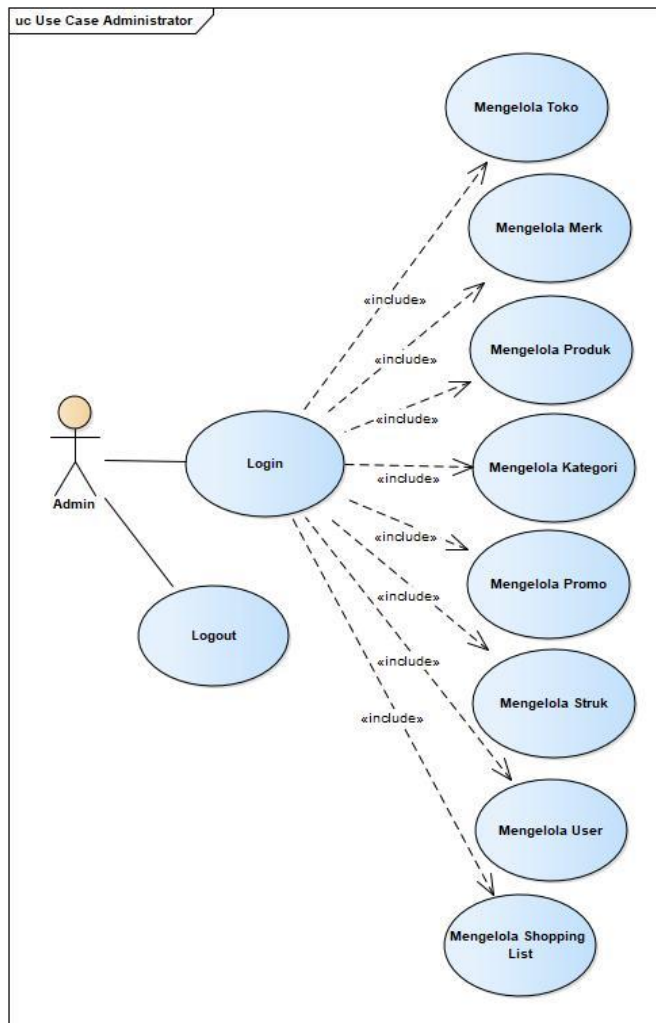 uc Use Case Administrator
Mengelola Toko
Mengelola Merk
«include»
«include»
Mengelola Produk
«include»
Login
Mengelola Kategori
«include»
Admin
«include»
Mengelola Promo
«include»
Logout
«include»
Mengelola Struk
«include»
Mengelola User
Mengelola Shopping
List